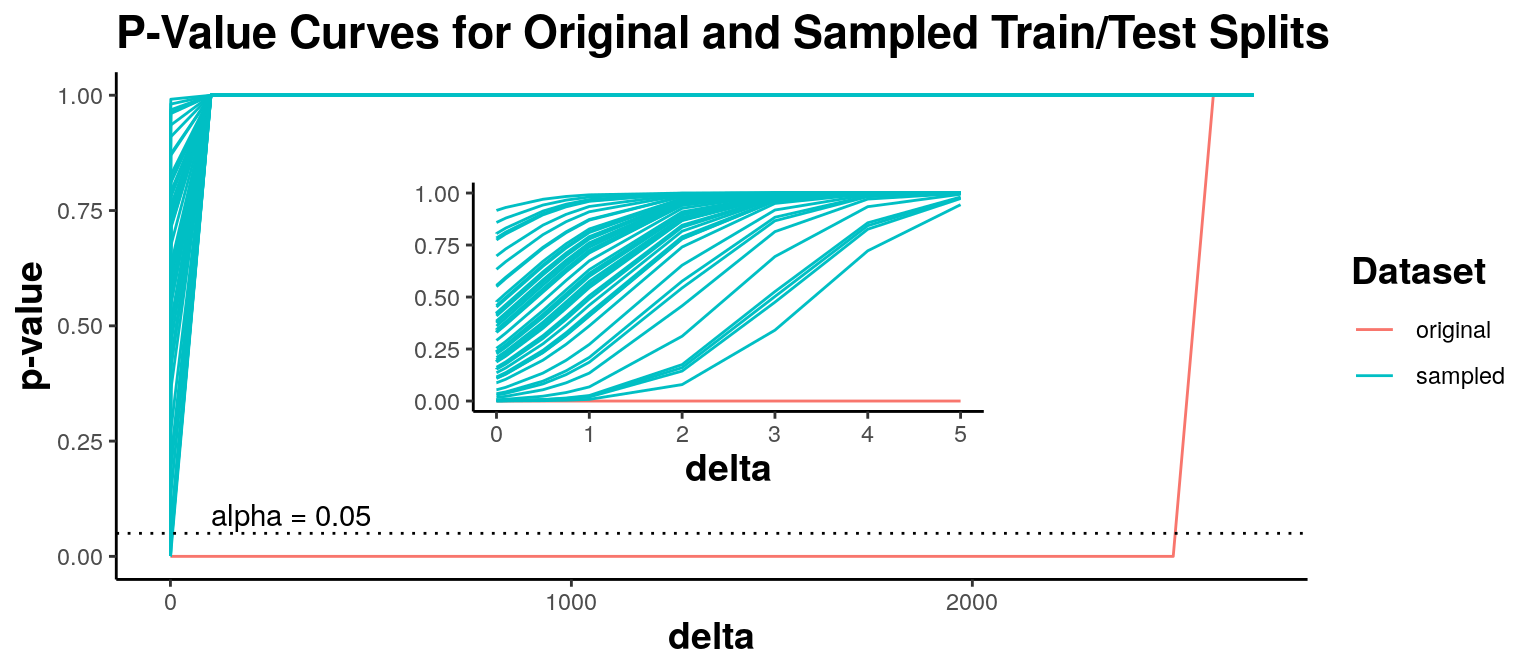 P-Value Curves for Original and Sampled Train/Test Splits
p-value
1.00
0.75
0.50
0.25
0.00
alpha = 0.05
0
1000
2000
delta
1.00
0.75
0.50
0.25
0.00
0
1
2
3
4
5
delta
Dataset
original
sampled